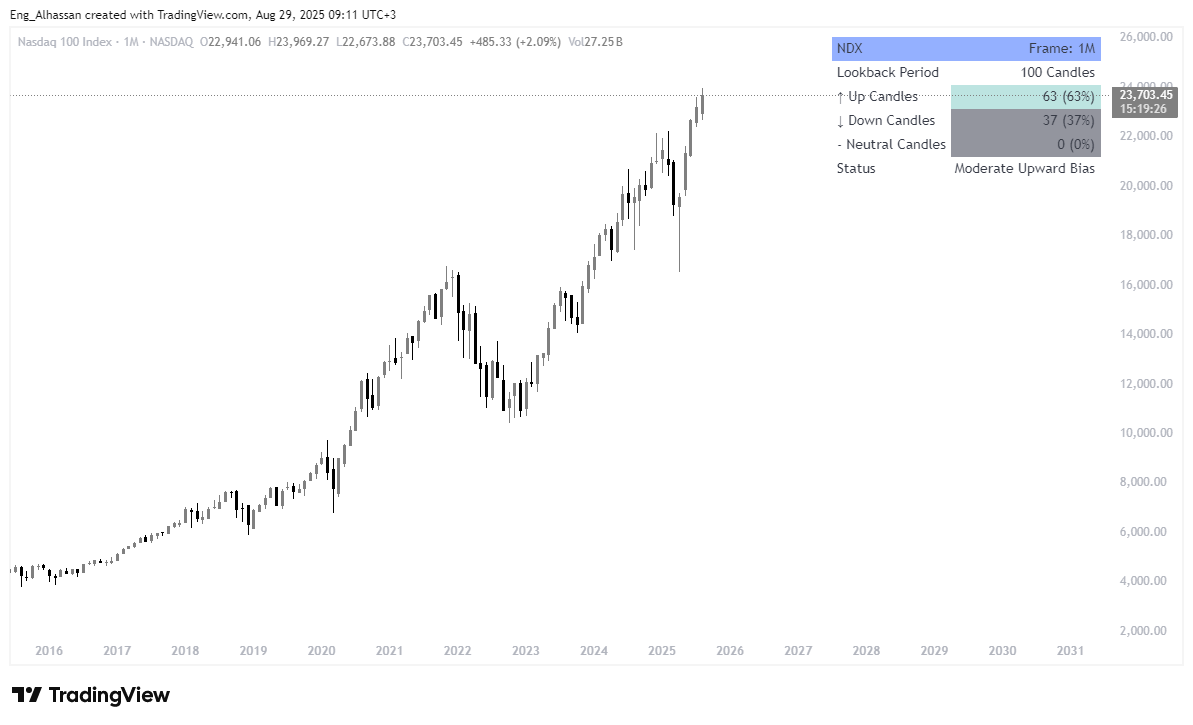 Eng_Alhassan created with TradingView.com, Aug 29, 2025 09:11 UTC+3
Nasdaq 100 Index · 1M · NASDAQ O22,941.06 H23,969.27 L22,673.88 C23,703.45 +485.33 (+2.09%) Vol27.25B
NDX Frame: 1M
Lookback Period 100 Candles
↑ Up Candles 63 (63%)
↓ Down Candles 37 (37%)
- Neutral Candles 0 (0%)
Status Moderate Upward Bias
26,000.00
24,000.00
23,703.45
15:19:26
22,000.00
20,000.00
18,000.00
16,000.00
14,000.00
12,000.00
10,000.00
8,000.00
6,000.00
4,000.00
2,000.00
2016 2017 2018 2019 2020 2021 2022 2023 2024 2025 2026 2027 2028 2029 2030 2031
TradingView